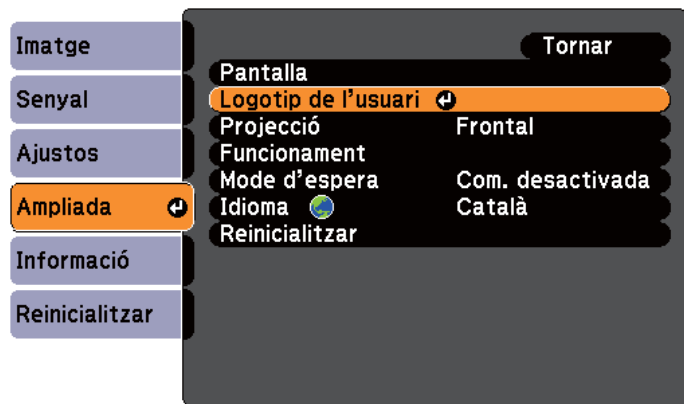 Imatge
Senyal
Ajustos
Ampliada
Informació
Reinicialitzar
Tornar
Pantalla
Logotip de l'usuari
Projecció Frontal
Funcionament
Mode d'espera Com. desactivada
Idioma Català
Reinicialitzar